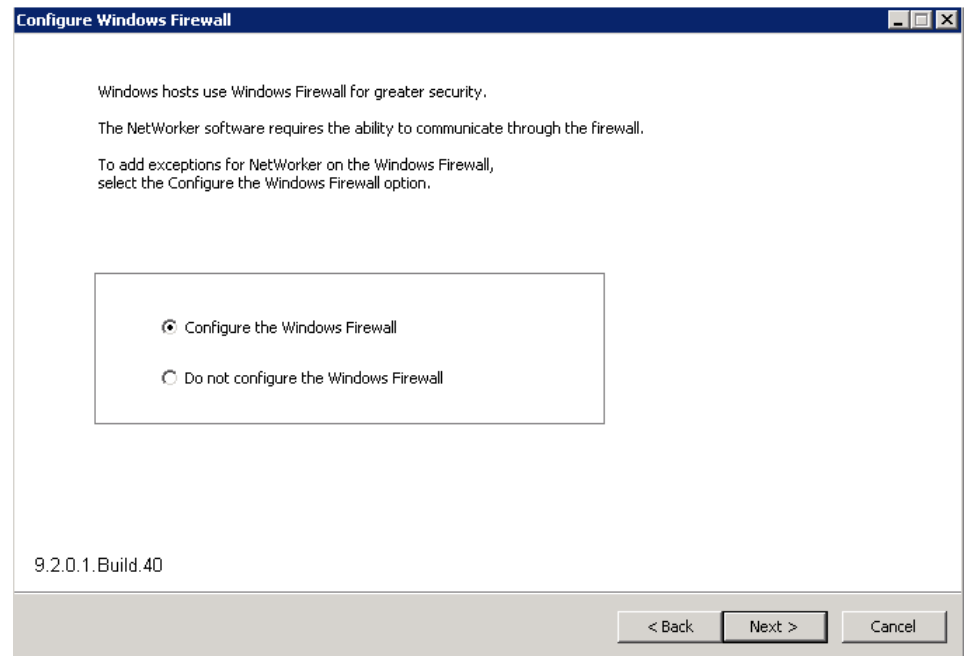 Configure Windows Firewall
Windows hosts use Windows Firewall for greater security.
The NetWorker software requires the ability to communicate through the firewall.
To add exceptions for NetWorker on the Windows Firewall,
select the Configure the Windows Firewall option.
Configure the Windows Firewall
Do not configure the Windows Firewall
9.2.0.1.Build.40
< Back Next > Cancel